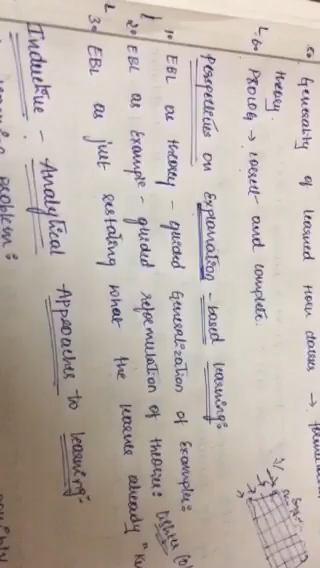 5. Generality of learned Horn clauses →
theory.
6. PROLOG → correct and complete.
Perspectives on Explanation-based learning:
1. EBL as theory-guided Generalization of Examples:
2. EBL as Example-guided reformulation of theories:
3. EBL as just restating what the learner already "
Inductive-Analytical Approaches to learning:-
problem: